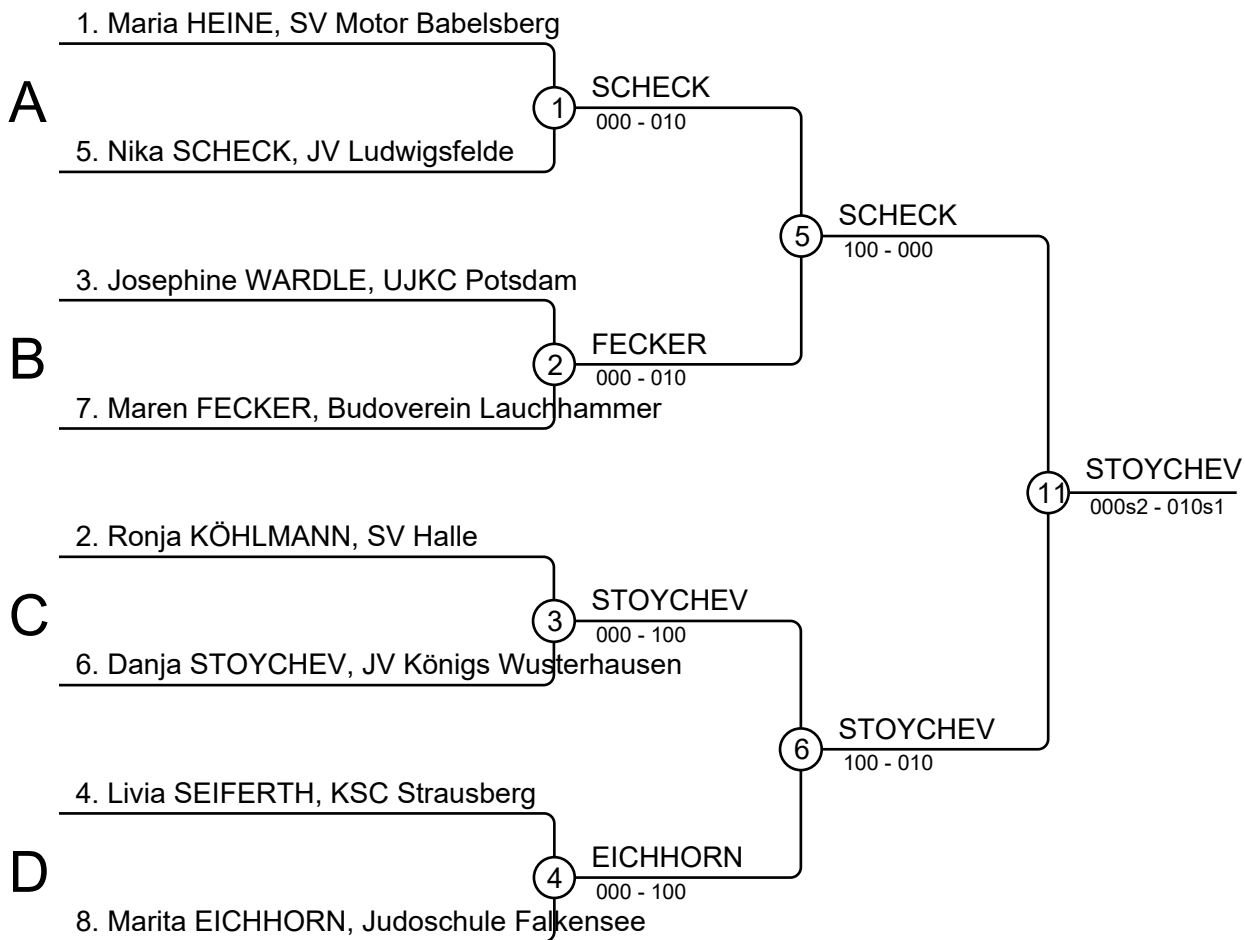 1. Maria HEINE, SV Motor Babelsberg
A
1
SCHECK
000 - 010
5. Nika SCHECK, JV Ludwigsfelde
5
SCHECK
100 - 000
3. Josephine WARDLE, UJKC Potsdam
B
2
FECKER
000 - 010
7. Maren FECKER, Budoverein Lauchhammer
11
STOYCHEV
000s2 - 010s1
2. Ronja KÖHLMANN, SV Halle
C
3
STOYCHEV
000 - 100
6. Danja STOYCHEV, JV Königs Wusterhausen
6
STOYCHEV
100 - 010
4. Livia SEIFERTH, KSC Strausberg
D
4
EICHHORN
000 - 100
8. Marita EICHHORN, Judoschule Falkensee